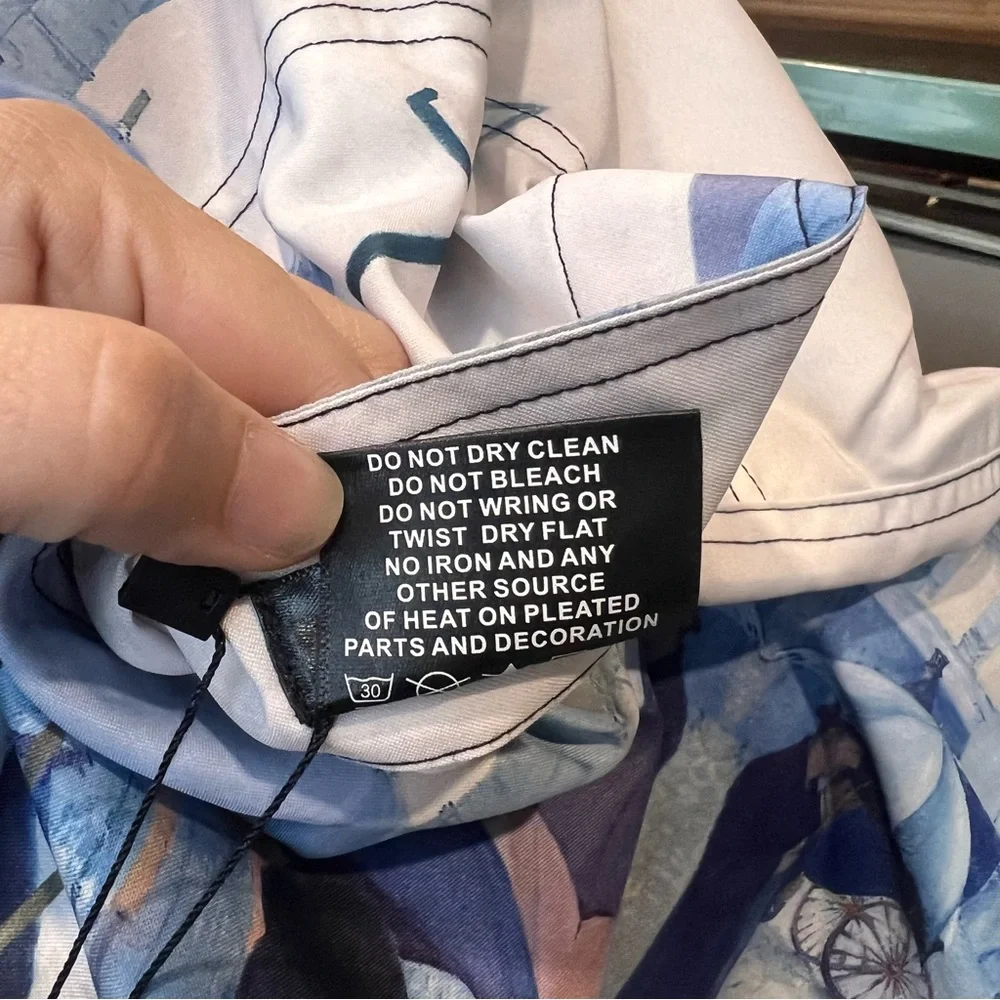 DO NOT DRY CLEAN
DO NOT BLEACH
DO NOT WRING OR
TWIST DRY FLAT
NO IRON AND ANY
OTHER SOURCE
OF HEAT ON PLEATED
PARTS AND DECORATION
30